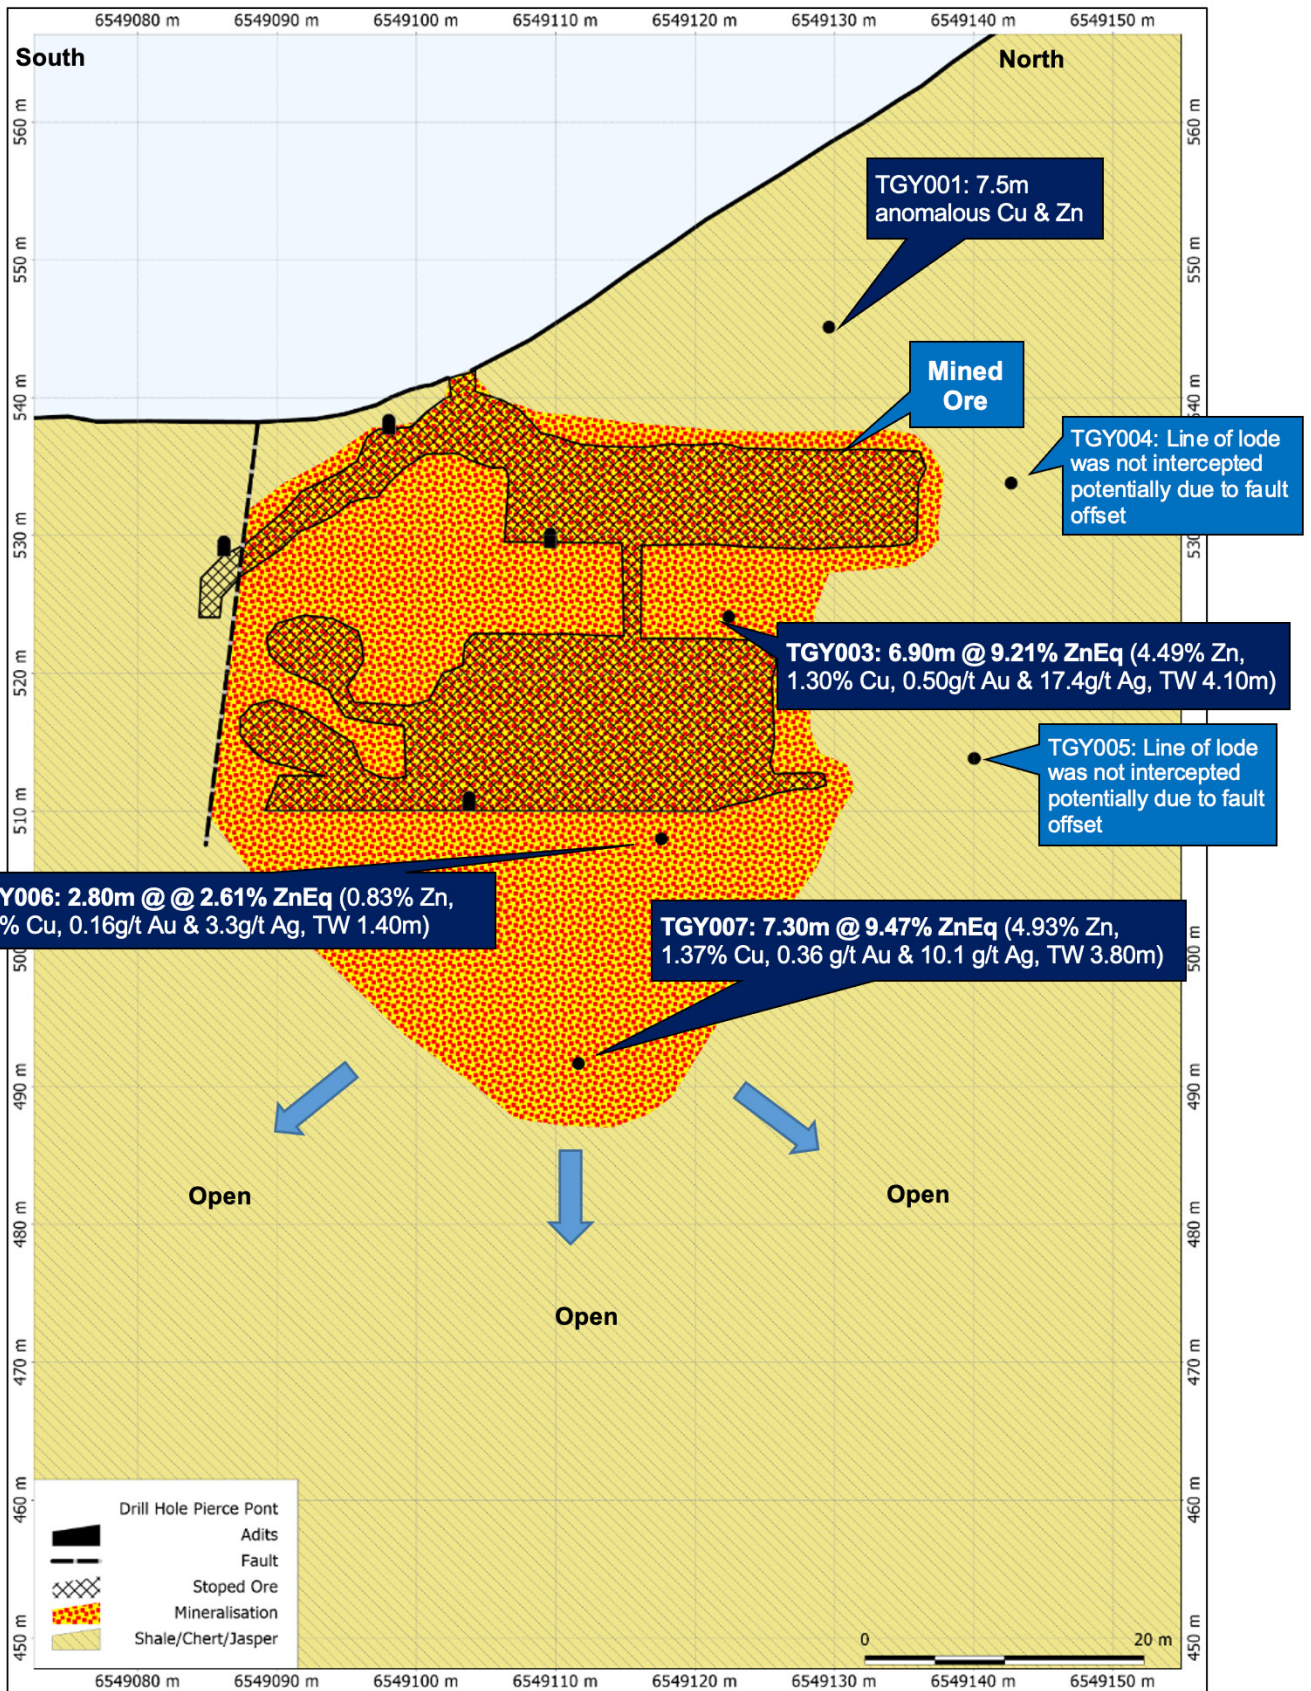 6549080 m 6549090 m 6549100 m 6549110 m 6549120 m 6549130 m 6549140 m 6549150 m
South
North
560 m
560 m
TGY001: 7.5m
anomalous Cu & Zn
550 m
550 m
Mined
Ore
540 m
540 m
TGY004: Line of lode
was not intercepted
potentially due to fault
offset
530 m
530
TGY003: 6.90m @ 9.21% ZnEq (4.49% Zn,
1.30% Cu, 0.50g/t Au & 17.4g/t Ag, TW 4.10m)
520 m
520 m
TGY005: Line of lode
was not intercepted
potentially due to fault
offset
510 m
510 m
Y006: 2.80m @ @ 2.61% ZnEq (0.83% Zn,
% Cu, 0.16g/t Au & 3.3g/t Ag, TW 1.40m)
TGY007: 7.30m @ 9.47% ZnEq (4.93% Zn,
1.37% Cu, 0.36 g/t Au & 10.1 g/t Ag, TW 3.80m)
500
500 m
490 m
490 m
Open
Open
480 m
480 m
Open
470 m
470 m
460 m
460 m
Drill Hole Pierce Pont
Adits
Fault
Stoped Ore
Mineralisation
Shale/Chert/Jasper
450 m
450 m
0 20 m
6549080 m 6549090 m 6549100 m 6549110 m 6549120 m 6549130 m 6549140 m 6549150 m